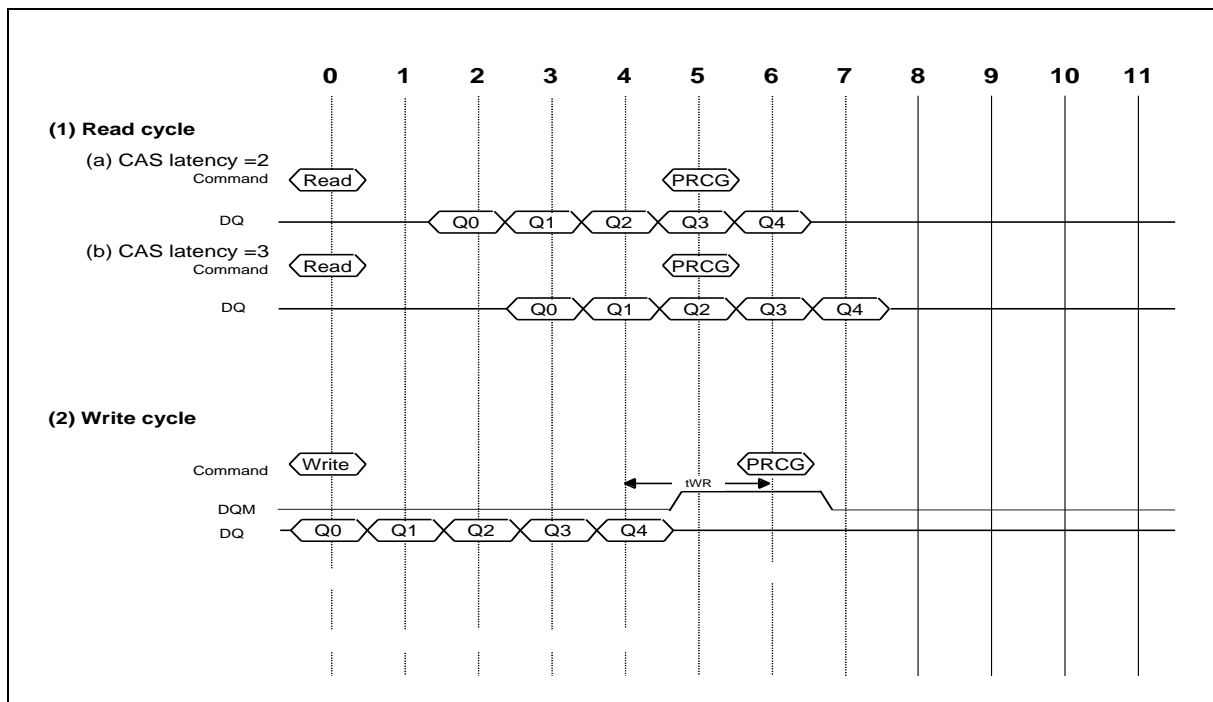 0 1 2 3 4 5 6 7 8 9 10 11
(1) Read cycle
(a) CAS latency =2
Command Read PRCG
DQ Q0 Q1 Q2 Q3 Q4
(b) CAS latency =3
Command Read PRCG
DQ Q0 Q1 Q2 Q3 Q4
(2) Write cycle
Command Write PRCG
tWR
DQM
DQ Q0 Q1 Q2 Q3 Q4